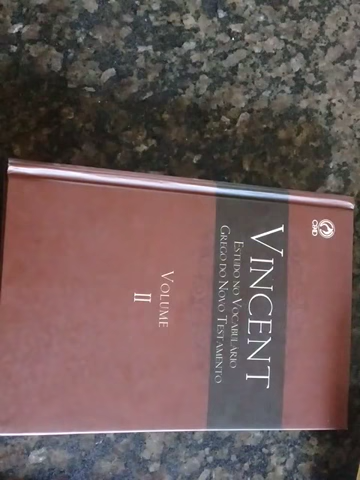 CPAD
VINCENT
ESTUDO NO VOCABULÁRIO
GREGO DO NOVO TESTAMENTO
VOLUME
II